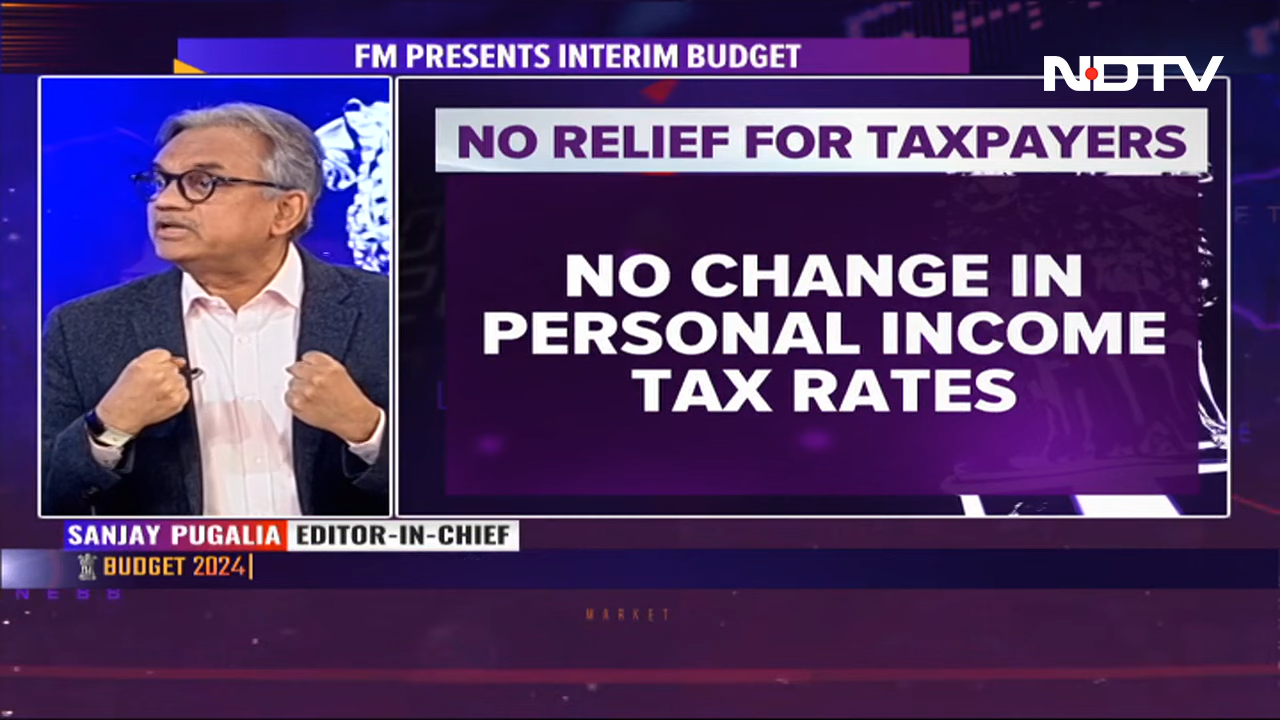 FM PRESENTS INTERIM BUDGET
NDTV
NO RELIEF FOR TAXPAYERS
NO CHANGE IN
PERSONAL INCOME
TAX RATES
SANJAY PUGALIA EDITOR-IN-CHIEF
BUDGET 2024
MARKET